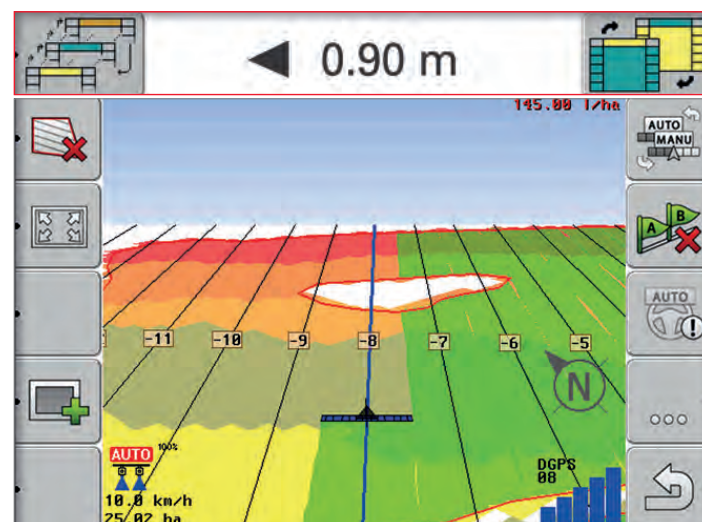 0.90 m
145.00 l/ha
AUTO
MANU
A B
AUTO
-11 -10 -9 -8 -7 -6 -5
N
AUTO 100%
DGPS
08
10.0 km/h
25.02 ha